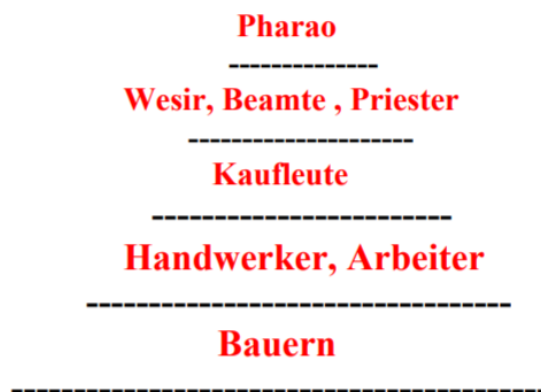 Pharao
Wesir, Beamte , Priester
Kaufleute
Handwerker, Arbeiter
Bauern